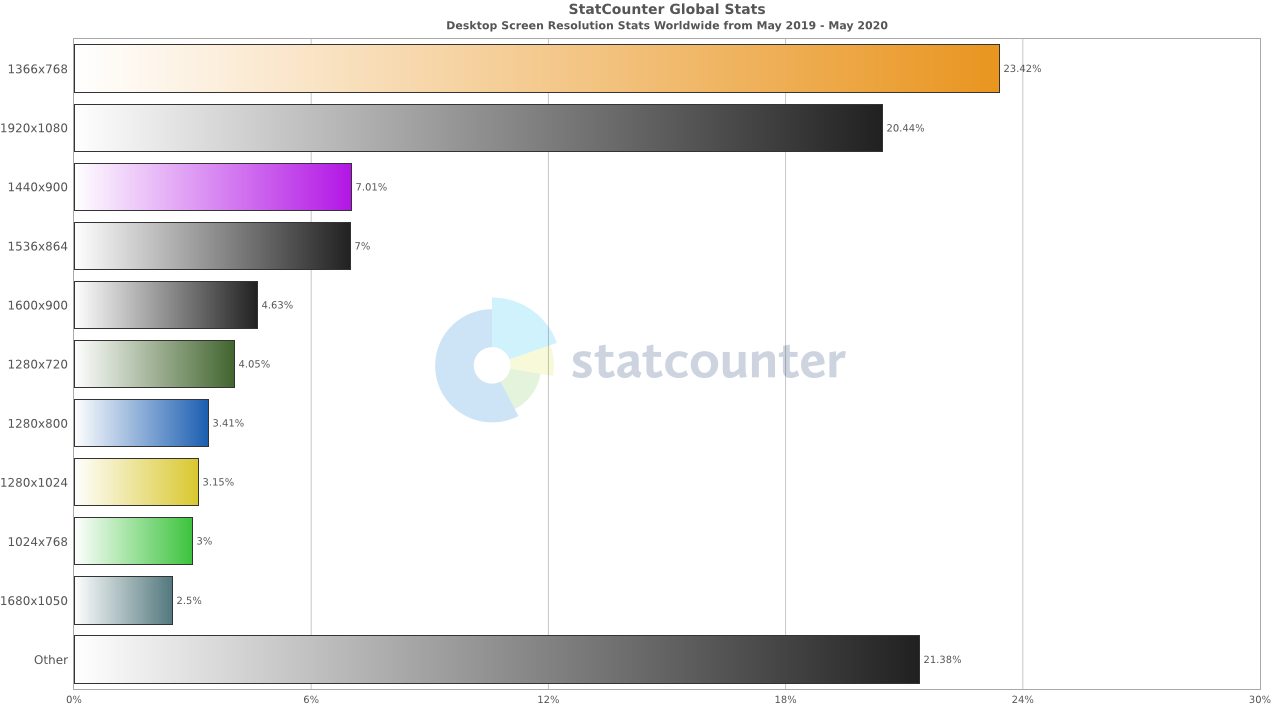 StatCounter Global Stats
Desktop Screen Resolution Stats Worldwide from May 2019 - May 2020
1366x768 23.42%
1920x1080 20.44%
1440x900 7.01%
1536x864 7%
1600x900 4.63%
1280x720 4.05%
statcounter
1280x800 3.41%
1280x1024 3.15%
1024x768 3%
1680x1050 2.5%
Other 21.38%
0% 6% 12% 18% 24% 30%